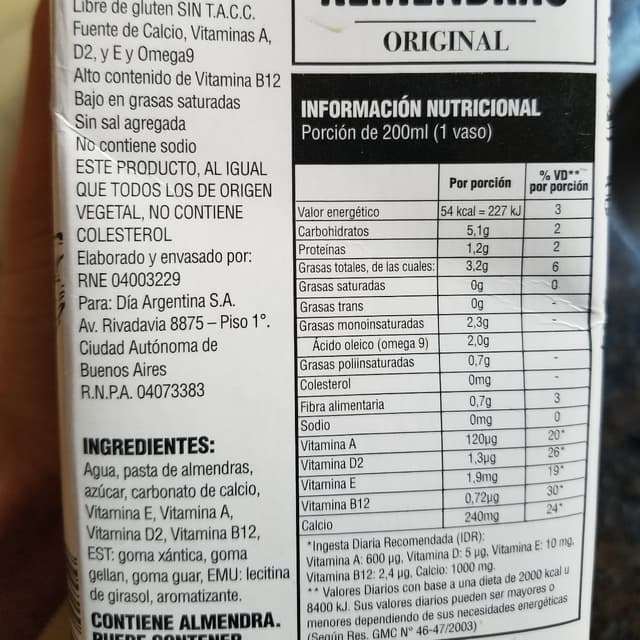 Libre de gluten SIN T.A.C.C.
Fuente de Calcio, Vitaminas A,
D2, y E y Omega9
Alto contenido de Vitamina B12
Bajo en grasas saturadas
Sin sal agregada
No contiene sodio
ESTE PRODUCTO, AL IGUAL
QUE TODOS LOS DE ORIGEN
VEGETAL, NO CONTIENE
COLESTEROL
Elaborado y envasado por:
RNE 04003229
Para: Día Argentina S.A.
Av. Rivadavia 8875 – Piso 1°.
Ciudad Autónoma de
Buenos Aires
R.N.P.A. 04073383
INGREDIENTES:
Agua, pasta de almendras,
azúcar, carbonato de calcio,
Vitamina E, Vitamina A,
Vitamina D2, Vitamina B12,
EST: goma xántica, goma
gellan, goma guar, EMU: lecitina
de girasol, aromatizante.
CONTIENE ALMENDRA.
PUEDE CONTENER
ALMENDRAS
ORIGINAL
INFORMACIÓN NUTRICIONAL
Porción de 200ml (1 vaso)
Por porción % VD** por porción
Valor energético 54 kcal = 227 kJ 3
Carbohidratos 5,1g 2
Proteínas 1,2g 2
Grasas totales, de las cuales: 3,2g 6
Grasas saturadas 0g 0
Grasas trans 0g -
Grasas monoinsaturadas 2,3g -
Ácido oleico (omega 9) 2,0g
Grasas poliinsaturadas 0,7g -
Colesterol 0mg -
Fibra alimentaria 0,7g 3
Sodio 0mg 0
Vitamina A 120µg 20*
Vitamina D2 1,3µg 26*
Vitamina E 1,9mg 19*
Vitamina B12 0,72µg 30*
Calcio 240mg 24*
*Ingesta Diaria Recomendada (IDR):
Vitamina A: 600 µg, Vitamina D: 5 µg, Vitamina E: 10 mg,
Vitamina B12: 2,4 µg, Calcio: 1000 mg.
** Valores Diarios con base a una dieta de 2000 kcal u
8400 kJ. Sus valores diarios pueden ser mayores o
menores dependiendo de sus necesidades energéticas
(Según Res. GMC N° 46-47/2003)